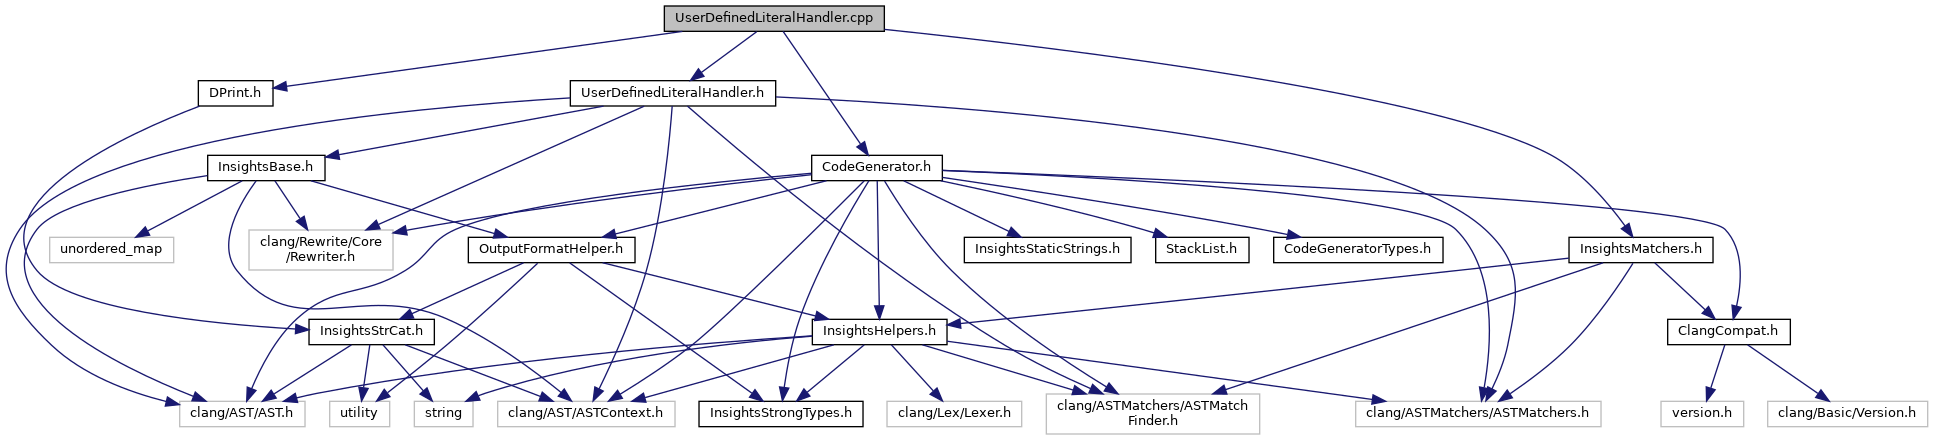 UserDefinedLiteralHandler.cpp
DPrint.h
UserDefinedLiteralHandler.h
InsightsBase.h
CodeGenerator.h
unordered_map
clang/Rewrite/Core
/Rewriter.h
OutputFormatHelper.h
InsightsStaticStrings.h
StackList.h
CodeGeneratorTypes.h
InsightsMatchers.h
InsightsStrCat.h
InsightsHelpers.h
ClangCompat.h
clang/AST/AST.h
utility
string
clang/AST/ASTContext.h
InsightsStrongTypes.h
clang/Lex/Lexer.h
clang/ASTMatchers/ASTMatch
Finder.h
clang/ASTMatchers/ASTMatchers.h
version.h
clang/Basic/Version.h